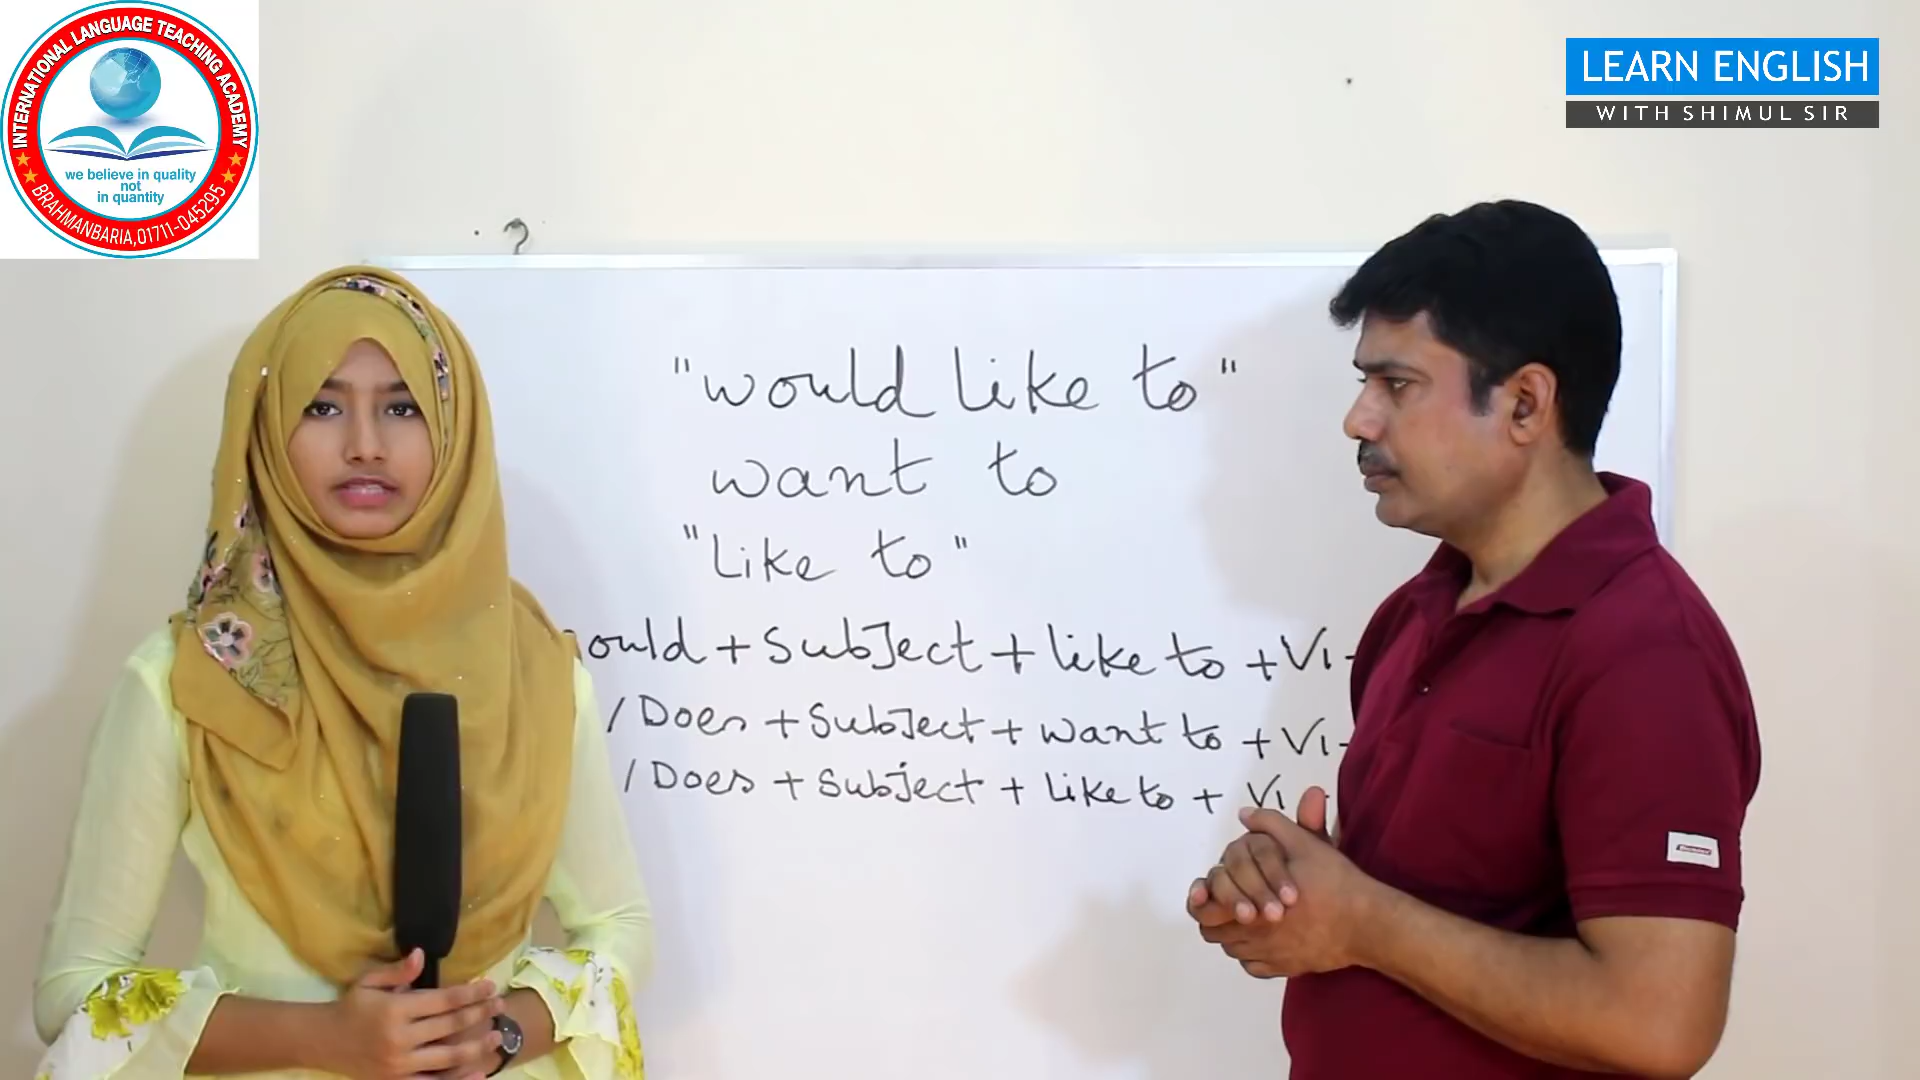 INTERNATIONAL LANGUAGE TEACHING ACADEMY
we believe in quality
not
in quantity
BRAHMANBARIA,01711-045295
LEARN ENGLISH
WITH SHIMUL SIR
"would like to"
want to
"Like to"
ould + SubJect + like to + V1 -
/ Does + SubJect + want to + V1 -
/ Does + Subject + Like to + V1